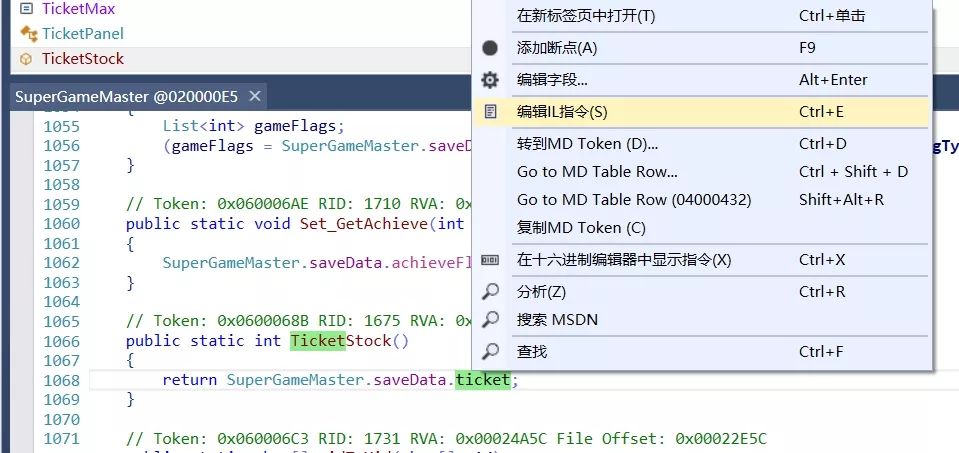 TicketMax
TicketPanel
TicketStock
SuperGameMaster @020000E5
1055 List<int> gameFlags;
1056 (gameFlags = SuperGameMaster.saveD
1057 }
1058
1059 // Token: 0x060006AE RID: 1710 RVA: 0x
1060 public static void Set_GetAchieve(int
1061 {
1062 SuperGameMaster.saveData.achieveFl
1063 }
1064
1065 // Token: 0x0600068B RID: 1675 RVA: 0x
1066 public static int TicketStock()
1067 {
1068 return SuperGameMaster.saveData.ticket;
1069 }
1070
1071 // Token: 0x060006C3 RID: 1731 RVA: 0x00024A5C File Offset: 0x00022E5C
在新标签页中打开(T) Ctrl+单击
添加断点(A) F9
编辑字段... Alt+Enter
编辑IL指令(S) Ctrl+E
转到MD Token (D)... Ctrl+D
Go to MD Table Row... Ctrl + Shift + D
Go to MD Table Row (04000432) Shift+Alt+R
复制MD Token (C)
在十六进制编辑器中显示指令(X) Ctrl+X
分析(Z) Ctrl+R
搜索 MSDN
查找 Ctrl+F